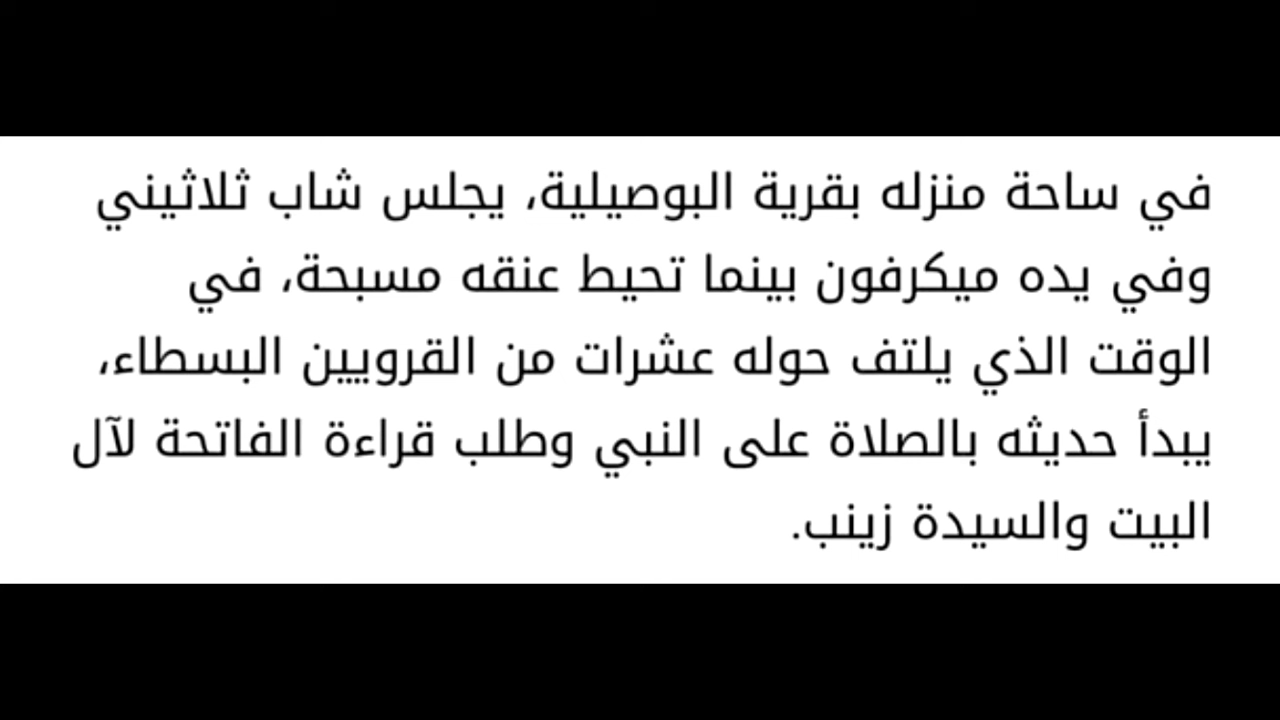 في ساحة منزله بقرية البوصيلية، يجلس شاب ثلاثيني
وفي يده ميكرفون بينما تحيط عنقه مسبحة، في
الوقت الذي يلتف حوله عشرات من القرويين البسطاء،
يبدأ حديثه بالصلاة على النبي وطلب قراءة الفاتحة لآل
البيت والسيدة زينب.